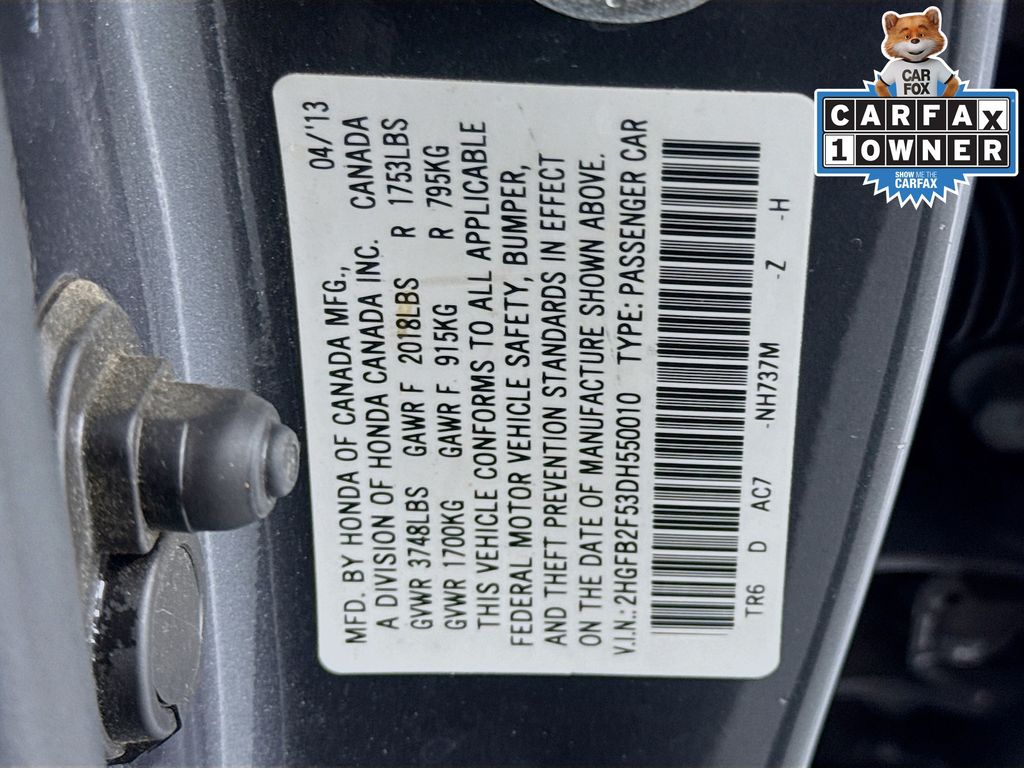 04/'13
MFD. BY HONDA OF CANADA MFG.,
A DIVISION OF HONDA CANADA INC. CANADA
GVWR 3748LBS GAWR F 2018LBS R 1753LBS
GVWR 1700KG GAWR F 915KG R 795KG
THIS VEHICLE CONFORMS TO ALL APPLICABLE
FEDERAL MOTOR VEHICLE SAFETY, BUMPER,
AND THEFT PREVENTION STANDARDS IN EFFECT
ON THE DATE OF MANUFACTURE SHOWN ABOVE.
V.I.N.: 2HGFB2F53DH550010 TYPE: PASSENGER CAR
TR6 D AC7 -NH737M -Z -H
CAR
FOX
CARFAX
1 OWNER
SHOW ME THE
CARFAX